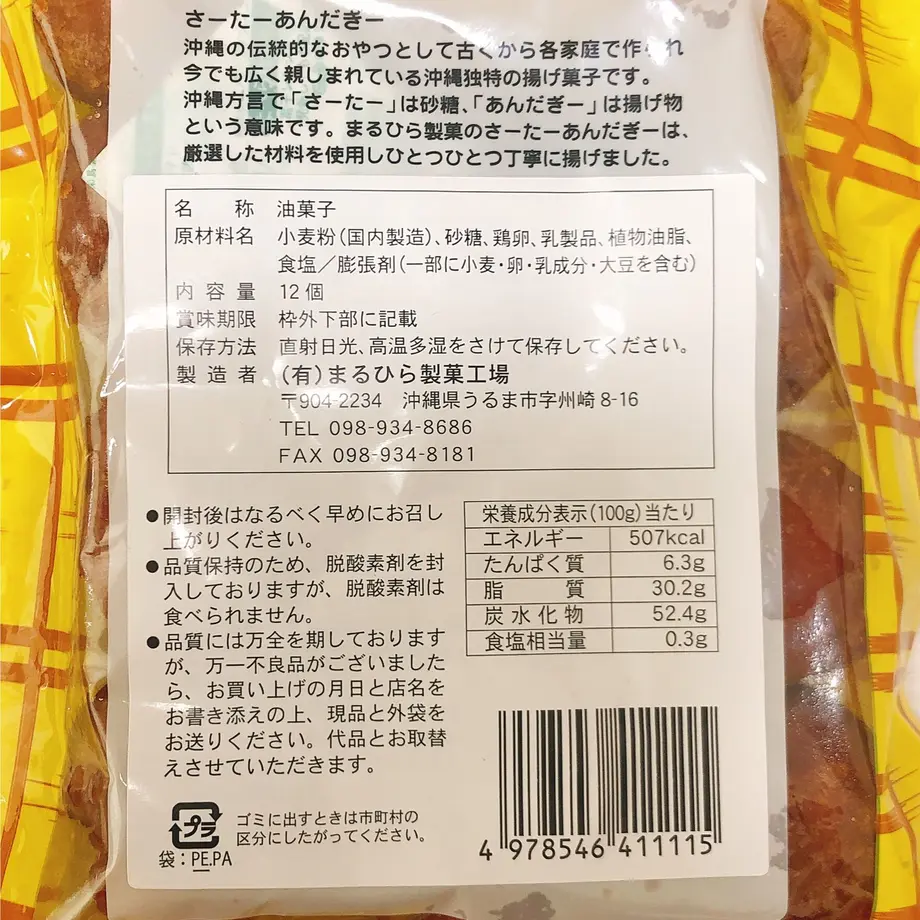 さーたーあんだぎー
沖縄の伝統的なおやつとして古くから各家庭で作られ
今でも広く親しまれている沖縄独特の揚げ菓子です。
沖縄方言で「さーたー」は砂糖、「あんだぎー」は揚げ物
という意味です。まるひら製菓のさーたーあんだぎーは、
厳選した材料を使用しひとつひとつ丁寧に揚げました。
名称 油菓子
原材料名 小麦粉(国内製造)、砂糖、鶏卵、乳製品、植物油脂、
食塩/膨張剤(一部に小麦・卵・乳成分・大豆を含む)
内容量 12個
賞味期限 枠外下部に記載
保存方法 直射日光、高温多湿をさけて保存してください。
製造者 (有)まるひら製菓工場
〒904-2234 沖縄県うるま市字州崎8-16
TEL 098-934-8686
FAX 098-934-8181
●開封後はなるべく早めにお召し
上がりください。
●品質保持のため、脱酸素剤を封
入しておりますが、脱酸素剤は
食べられません。
●品質には万全を期しております
が、万一不良品がございました
ら、お買い上げの月日と店名を
お書き添えの上、現品と外袋を
お送りください。代品とお取替
えさせていただきます。
栄養成分表示(100g)当たり
エネルギー 507kcal
たんぱく質 6.3g
脂質 30.2g
炭水化物 52.4g
食塩相当量 0.3g
プラ
ゴミに出すときは市町村の
区分にしたがってください。
袋:PE.PA
4 978546 411115